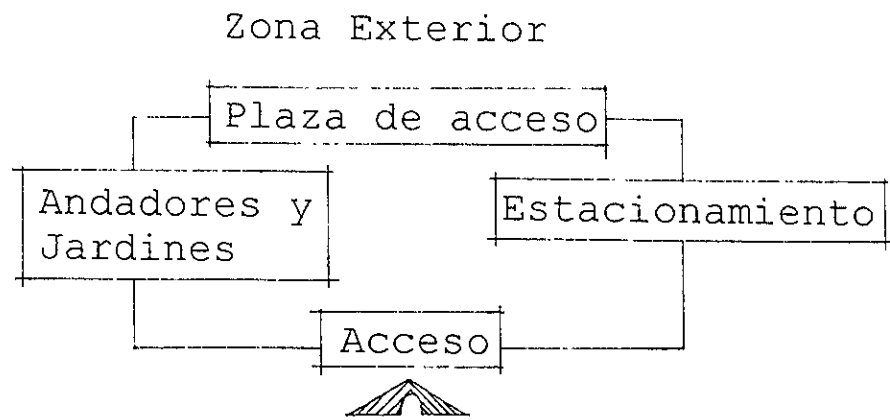 Zona Exterior
Plaza de acceso
Andadores y
Jardines
Estacionamiento
Acceso